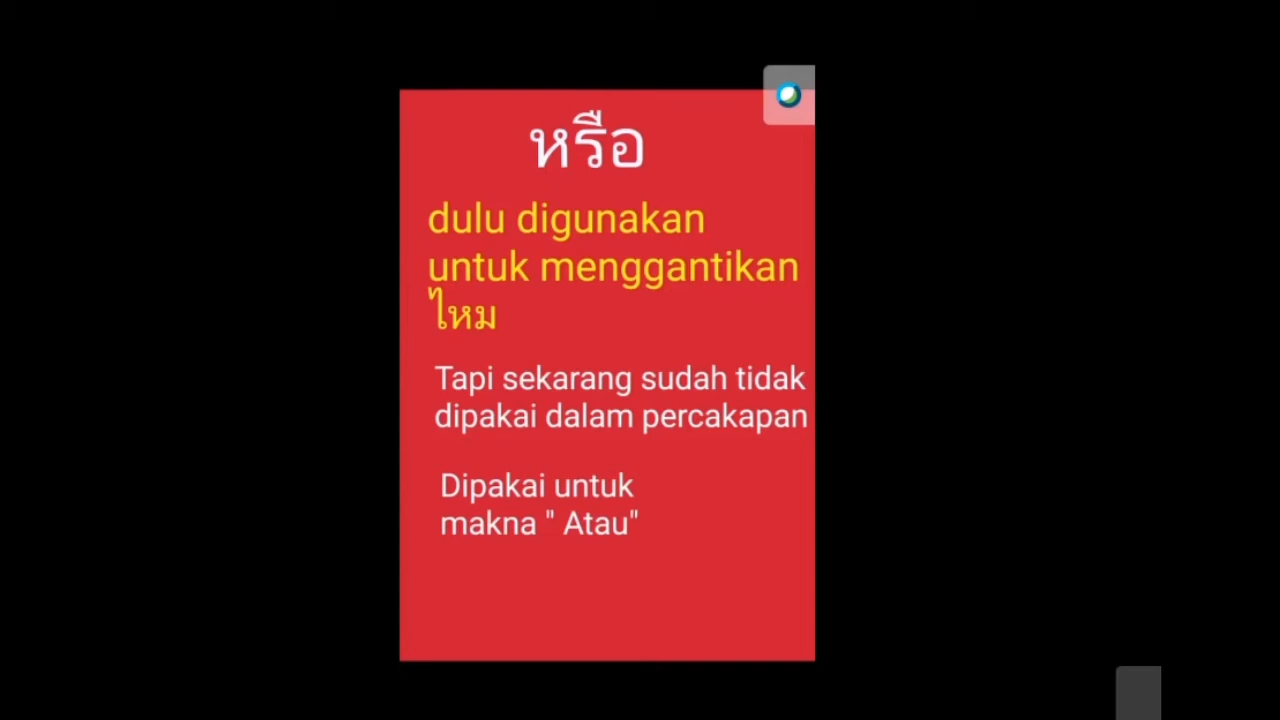 หรือ
dulu digunakan
untuk menggantikan
ไหม
Tapi sekarang sudah tidak
dipakai dalam percakapan
Dipakai untuk
makna " Atau"